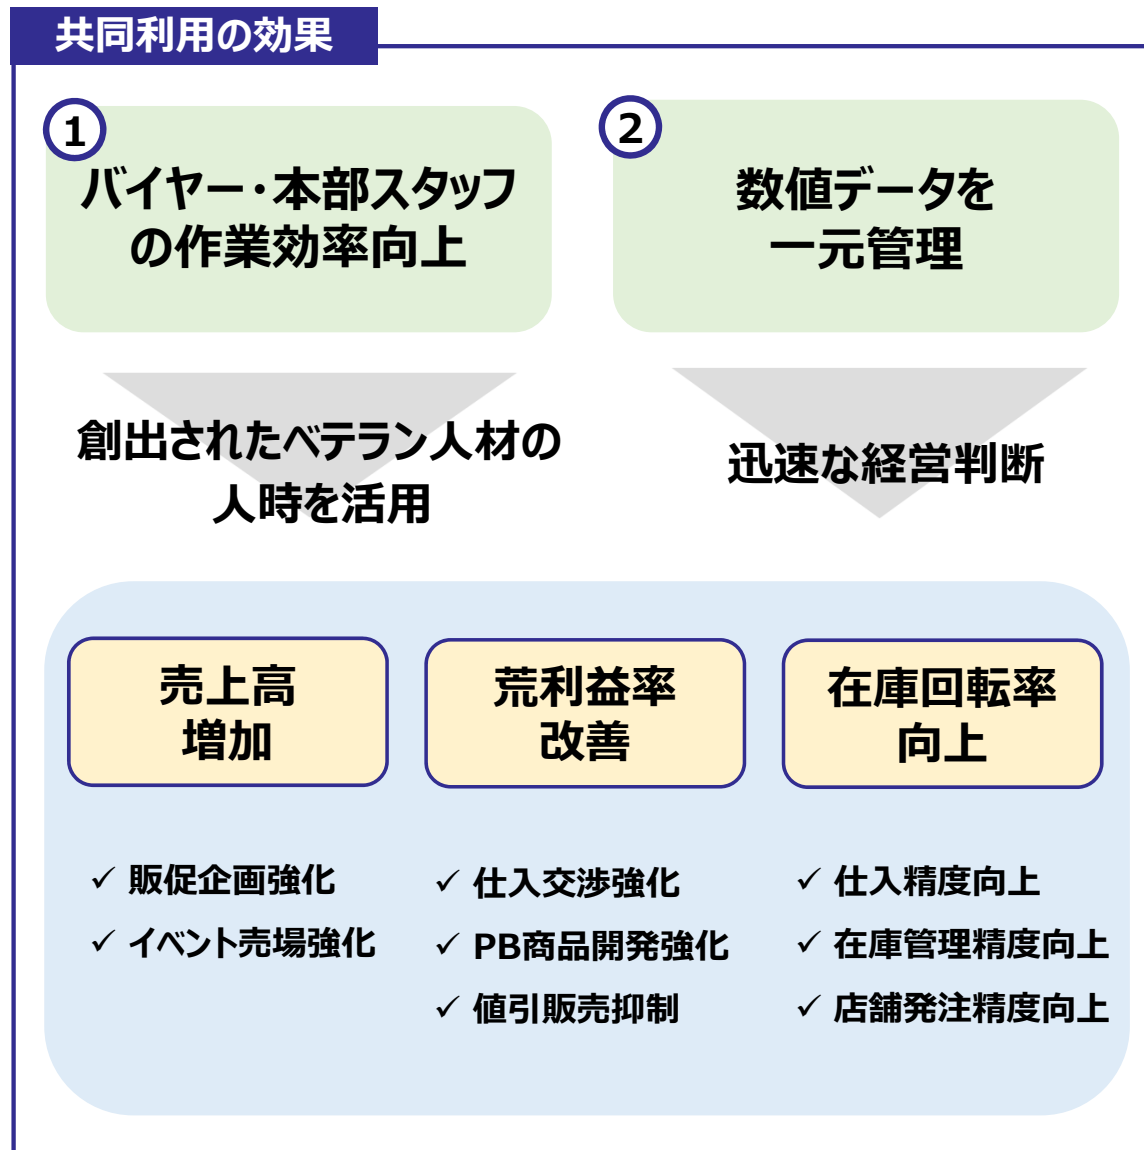 共同利用の効果
1
バイヤー・本部スタッフ
の作業効率向上
2
数値データを
一元管理
創出されたベテラン人材の
人時を活用
迅速な経営判断
売上高
増加
✓ 販促企画強化
✓ イベント売場強化
荒利益率
改善
✓ 仕入交渉強化
✓ PB商品開発強化
✓ 値引販売抑制
在庫回転率
向上
✓ 仕入精度向上
✓ 在庫管理精度向上
✓ 店舗発注精度向上